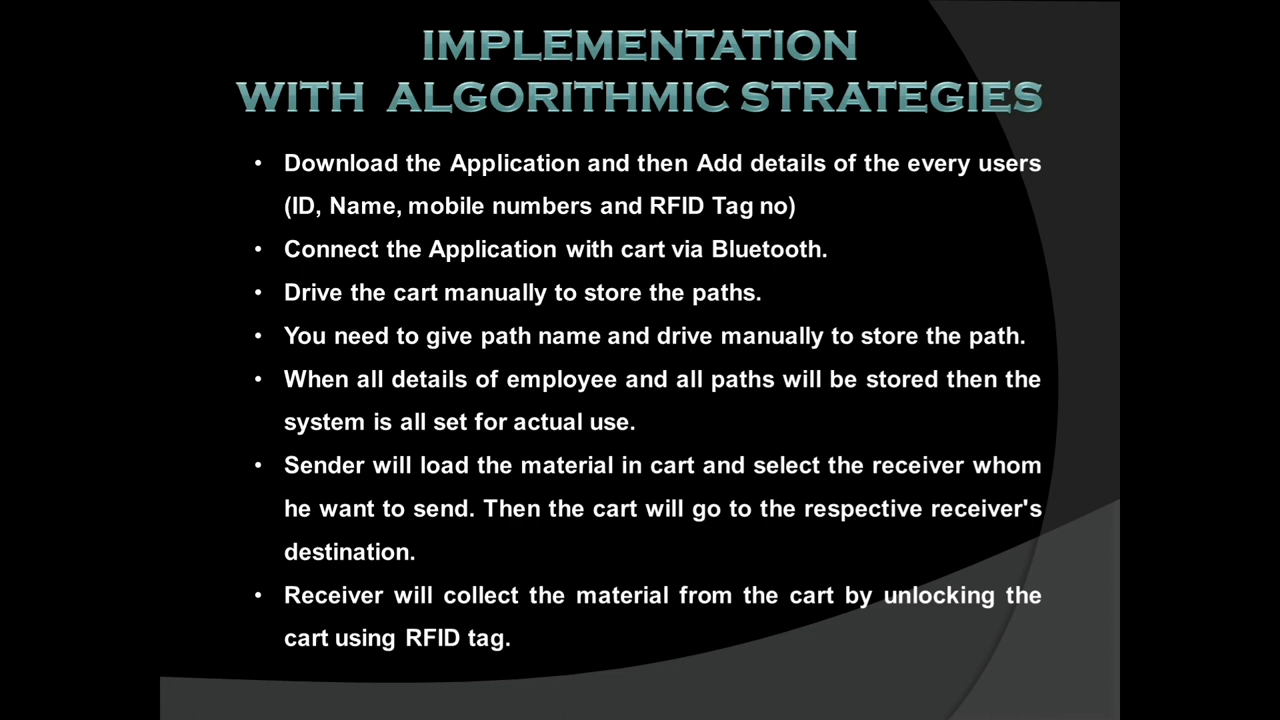 IMPLEMENTATION
WITH ALGORITHMIC STRATEGIES
• Download the Application and then Add details of the every users
(ID, Name, mobile numbers and RFID Tag no)
• Connect the Application with cart via Bluetooth.
• Drive the cart manually to store the paths.
• You need to give path name and drive manually to store the path.
• When all details of employee and all paths will be stored then the
system is all set for actual use.
• Sender will load the material in cart and select the receiver whom
he want to send. Then the cart will go to the respective receiver's
destination.
• Receiver will collect the material from the cart by unlocking the
cart using RFID tag.